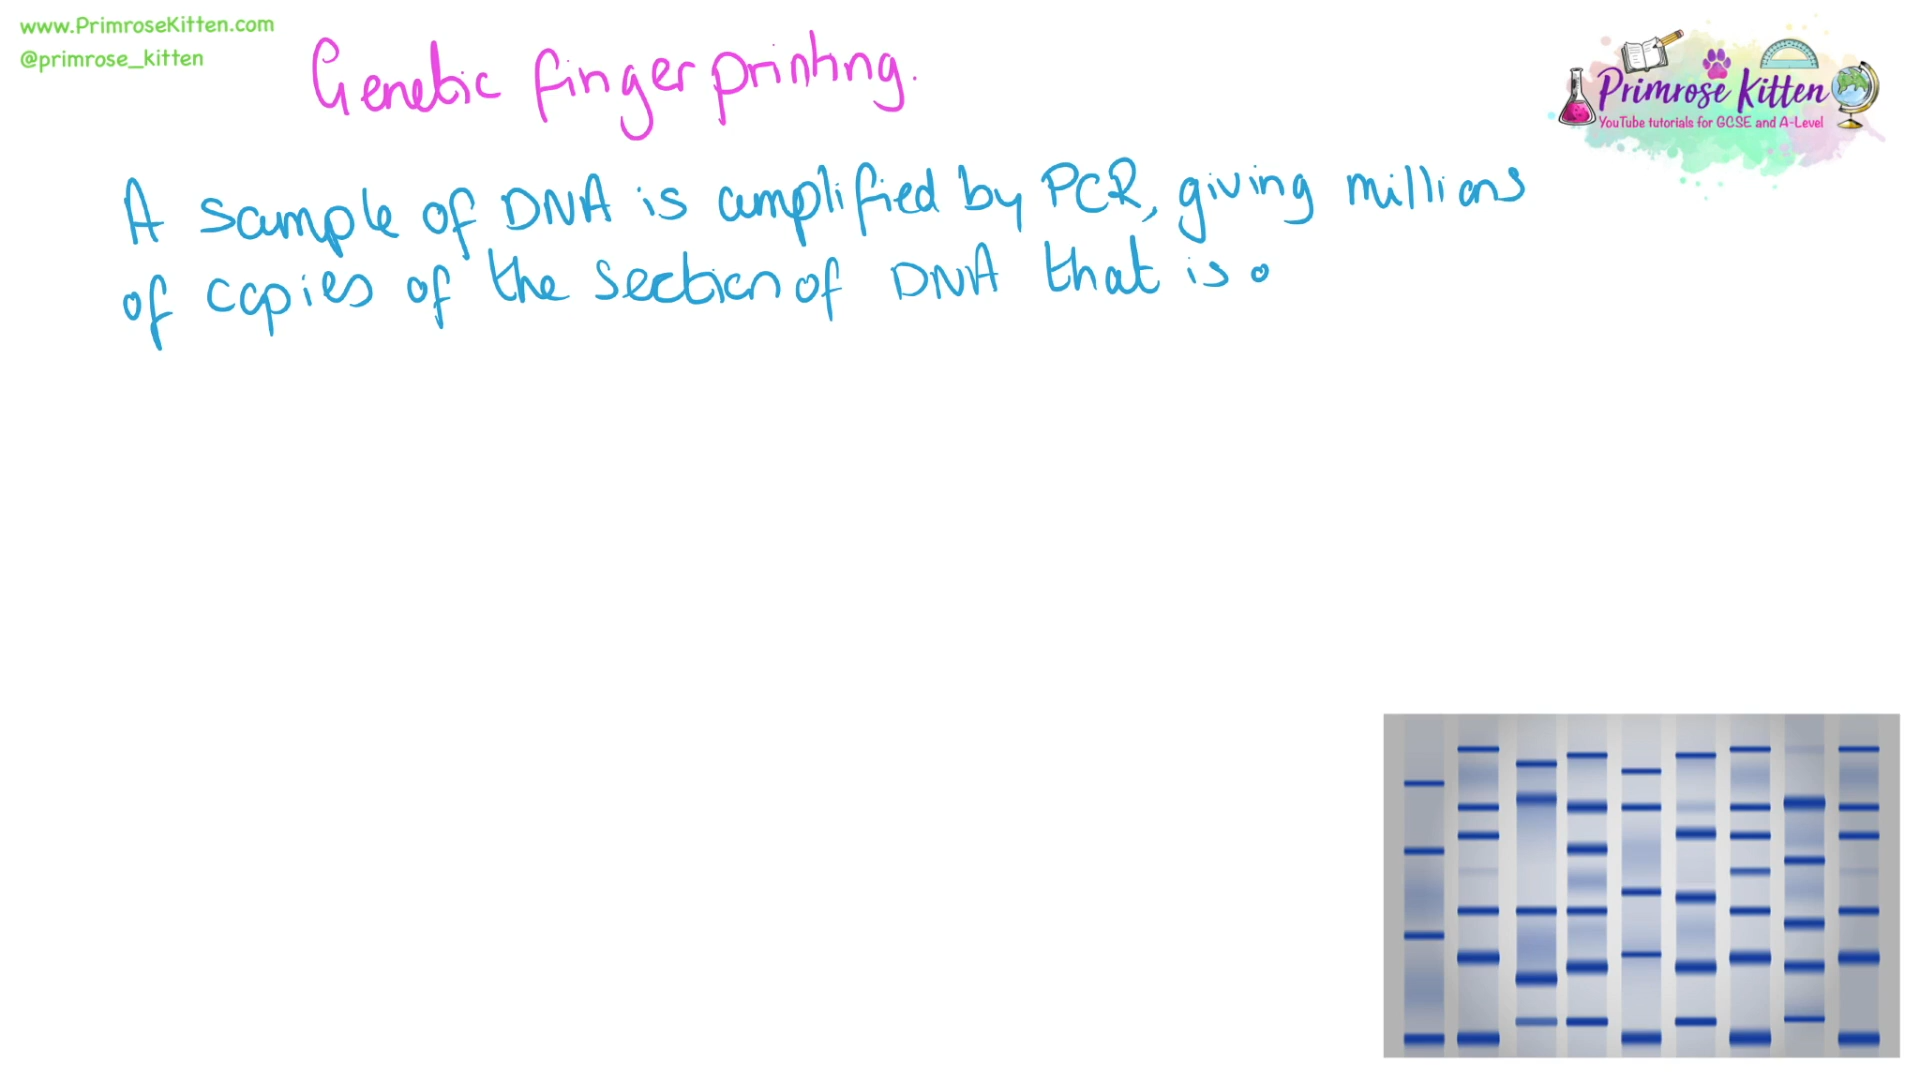 www.PrimroseKitten.com
@primrose_kitten
Genetic fingerprinting.
Primrose Kitten
YouTube tutorials for GCSE and A-Level
A sample of DNA is amplified by PCR, giving millions
of copies of the section of DNA that is o